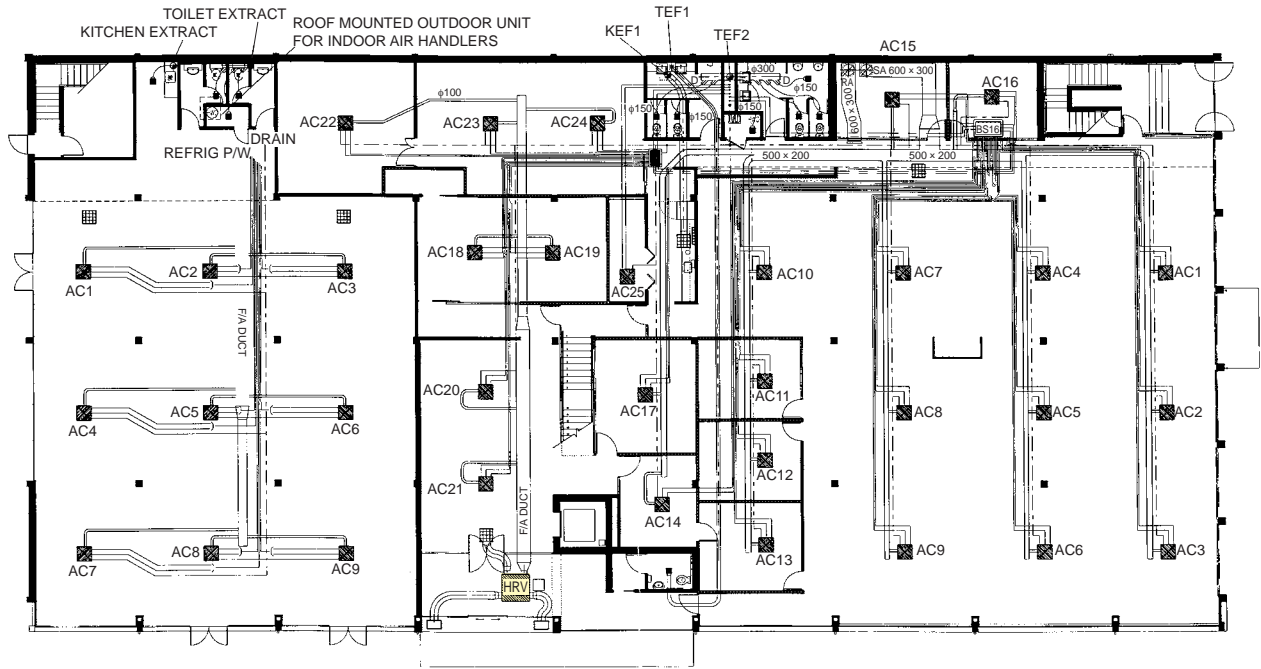 TOILET EXTRACT
KITCHEN EXTRACT
ROOF MOUNTED OUTDOOR UNIT
FOR INDOOR AIR HANDLERS
TEF1
KEF1
TEF2
AC15
AC16
DRAIN
REFRIG P/W
AC22
φ100
AC23
AC24
φ150
φ150
D
φ300
D
φ150
φ150
RA
SA 600 × 300
600 × 300
BS16
500 × 200
500 × 200
AC1
AC2
AC3
F/A DUCT
AC4
AC5
AC6
AC7
AC8
AC9
AC18
AC19
AC25
AC20
AC21
F/A DUCT
HRV
AC17
AC14
AC10
AC11
AC12
AC13
AC7
AC4
AC1
AC8
AC5
AC2
AC9
AC6
AC3